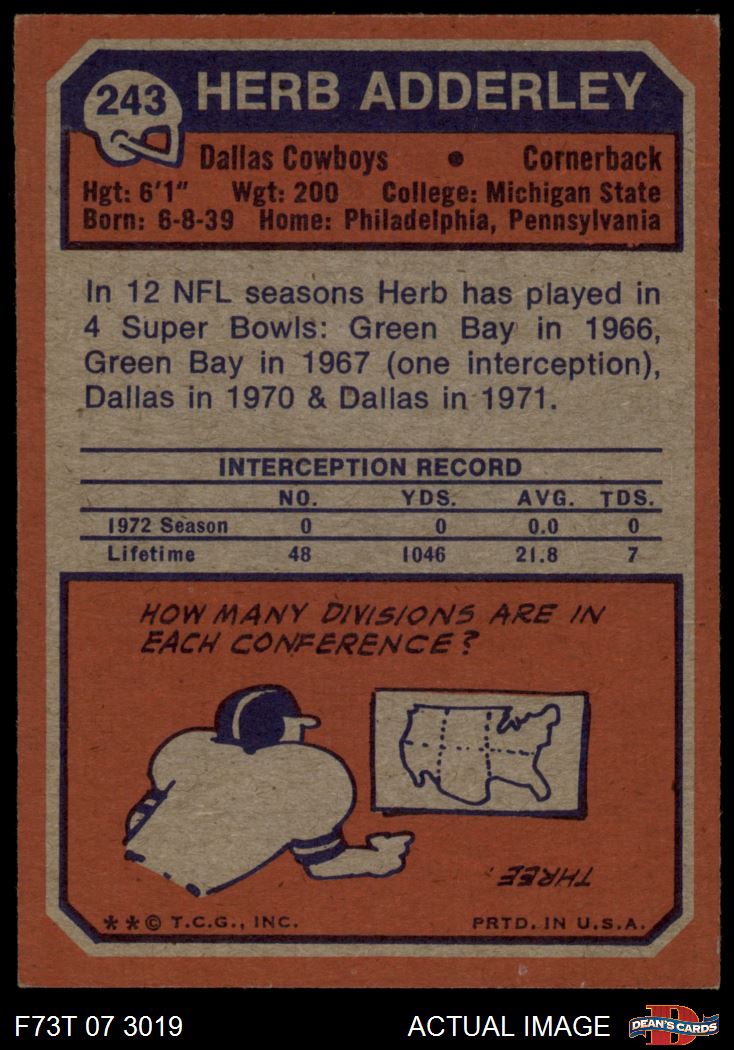 243
HERB ADDERLEY
Dallas Cowboys • Cornerback
Hgt: 6'1" Wgt: 200 College: Michigan State
Born: 6-8-39 Home: Philadelphia, Pennsylvania
In 12 NFL seasons Herb has played in
4 Super Bowls: Green Bay in 1966,
Green Bay in 1967 (one interception),
Dallas in 1970 & Dallas in 1971.
INTERCEPTION RECORD
NO. YDS. AVG. TDS.
1972 Season 0 0 0.0 0
Lifetime 48 1046 21.8 7
HOW MANY DIVISIONS ARE IN
EACH CONFERENCE?
THREE.
**© T.C.G., INC. PRTD. IN U.S.A.
F73T 07 3019 ACTUAL IMAGE D DEAN'S CARDS